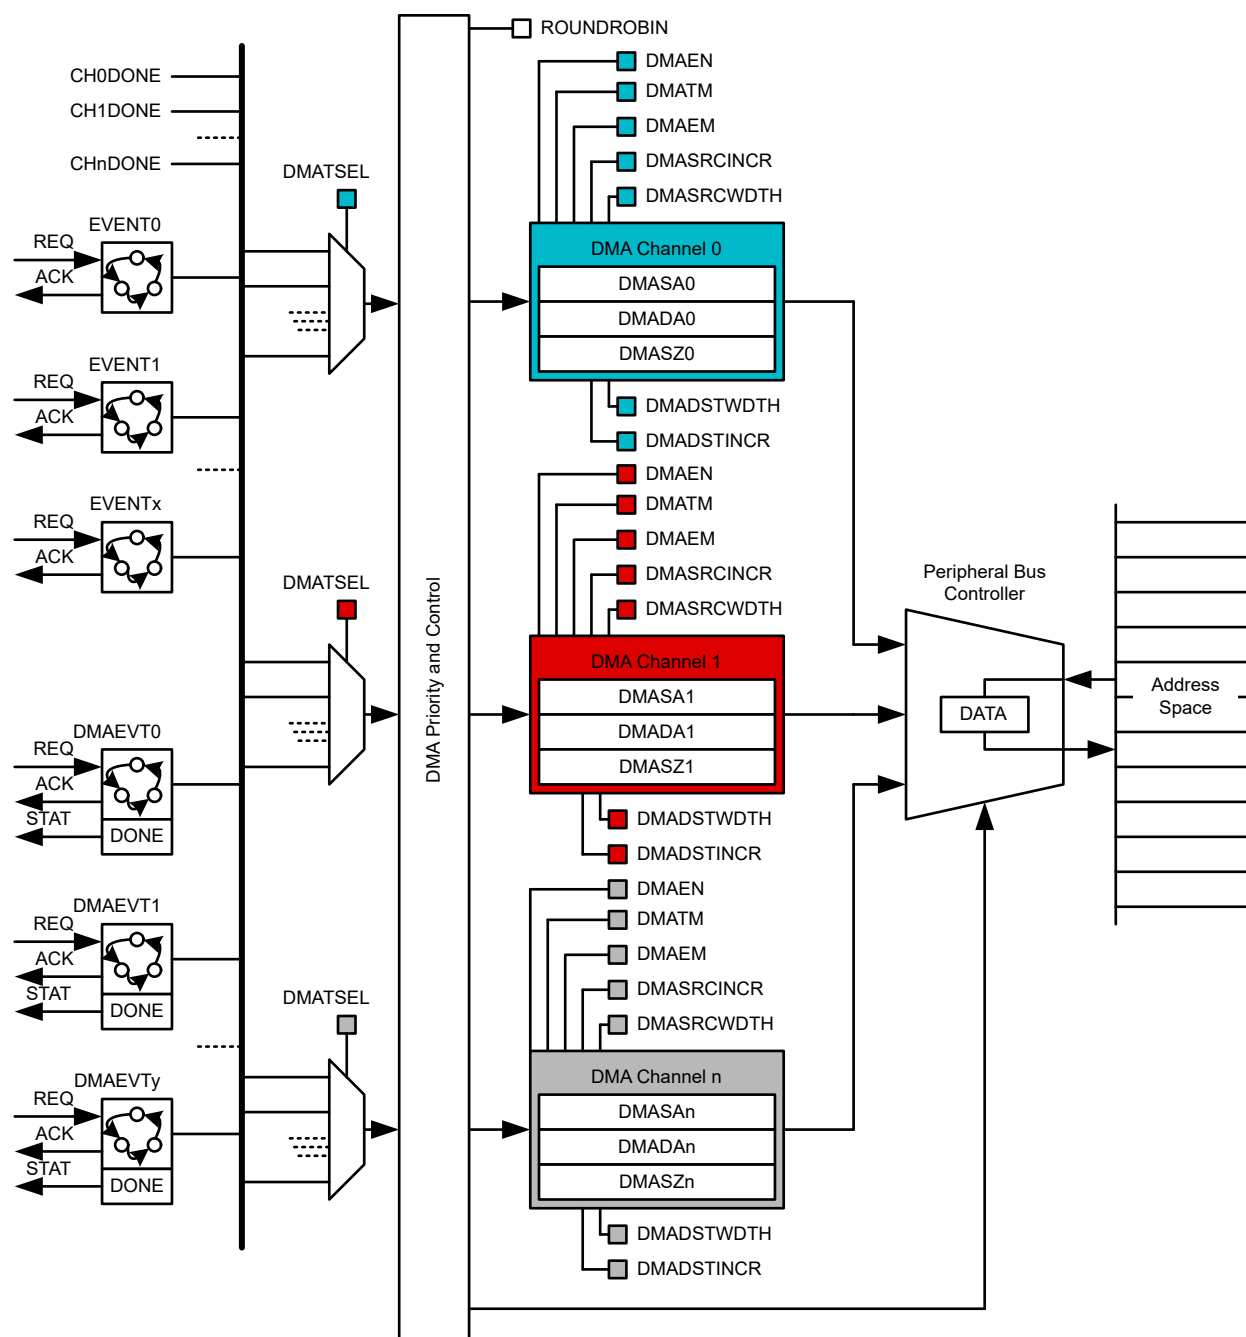 ROUNDROBIN
CH0DONE
CH1DONE
CHnDONE
EVENT0
REQ
ACK
EVENT1
REQ
ACK
EVENTx
REQ
ACK
DMAEVT0
REQ
ACK
STAT
DONE
DMAEVT1
REQ
ACK
STAT
DONE
DMAEVTy
REQ
ACK
STAT
DONE
DMATSEL
DMATSEL
DMATSEL
DMA Priority and Control
DMAEN
DMATM
DMAEM
DMASRCINCR
DMASRCWDTH
DMA Channel 0
DMASA0
DMADA0
DMASZ0
DMADSTWDTH
DMADSTINCR
DMAEN
DMATM
DMAEM
DMASRCINCR
DMASRCWDTH
DMA Channel 1
DMASA1
DMADA1
DMASZ1
DMADSTWDTH
DMADSTINCR
DMAEN
DMATM
DMAEM
DMASRCINCR
DMASRCWDTH
DMA Channel n
DMASAn
DMADAn
DMASZn
DMADSTWDTH
DMADSTINCR
Peripheral Bus
Controller
DATA
Address
Space